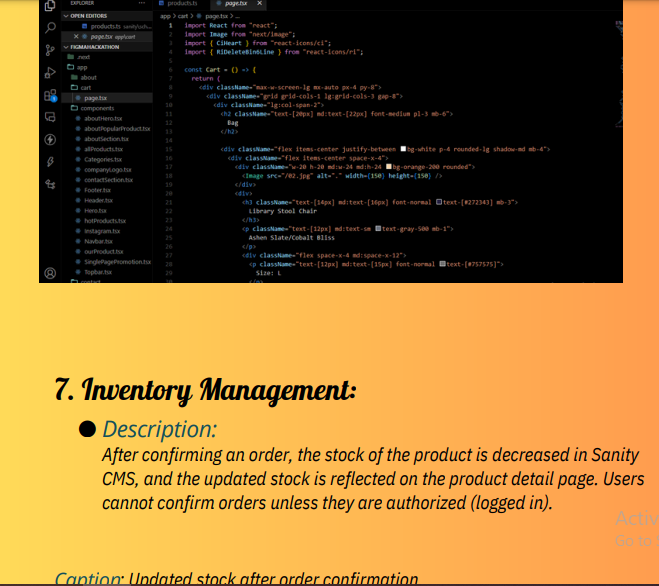 EXPLORER
products.ts
page.tsx ×
OPEN EDITORS
products.ts
× page.tsx app\cart
FIGMAHACKATHON
.next
app
about
cart
page.tsx
components
aboutHero.tsx
aboutPopularProduct.tsx
aboutSection.tsx
allProducts.tsx
Categories.tsx
companyLogo.tsx
contactSection.tsx
Footer.tsx
Header.tsx
Hero.tsx
hotProducts.tsx
Instagram.tsx
Navbar.tsx
ourProduct.tsx
SinglePagePromotion.tsx
Topbar.tsx
contact
app > cart > page.tsx > ...
1 import React from "react";
2 import Image from "next/image";
3 import { CiHeart } from "react-icons/ci";
4 import { RiDeleteBin5Line } from "react-icons/ri";
5
6 const Cart = () => {
7 return (
8 <div className="max-w-screen-lg mx-auto px-4 py-8">
9 <div className="grid grid-cols-1 lg:grid-cols-3 gap-8">
10 <div className="lg:col-span-2">
11 <h2 className="text-[20px] md:text-[22px] font-medium pl-3 mb-6">
12 Bag
13 </h2>
14
15 <div className="flex items-center justify-between bg-white p-4 rounded-lg shadow-md mb-4">
16 <div className="flex items-center space-x-4">
17 <div className="w-20 h-20 md:w-24 md:h-24 bg-orange-200 rounded">
18 <Image src="/02.jpg" alt="." width={150} height={150} />
19 </div>
20 <div>
21 <h3 className="text-[14px] md:text-[16px] font-normal text-[#272343] mb-3">
22 Library Stool Chair
23 </h3>
24 <p className="text-[12px] md:text-sm text-gray-500 mb-1">
25 Ashen Slate/Cobalt Bliss
26 </p>
27 <div className="flex space-x-4 md:space-x-12">
28 <p className="text-[12px] md:text-[15px] font-normal text-[#757575]">
29 Size: L
30 </p>
7. Inventory Management:
● Description:
After confirming an order, the stock of the product is decreased in Sanity
CMS, and the updated stock is reflected on the product detail page. Users
cannot confirm orders unless they are authorized (logged in).
Go to
Caption: Updated stock after order confirmation